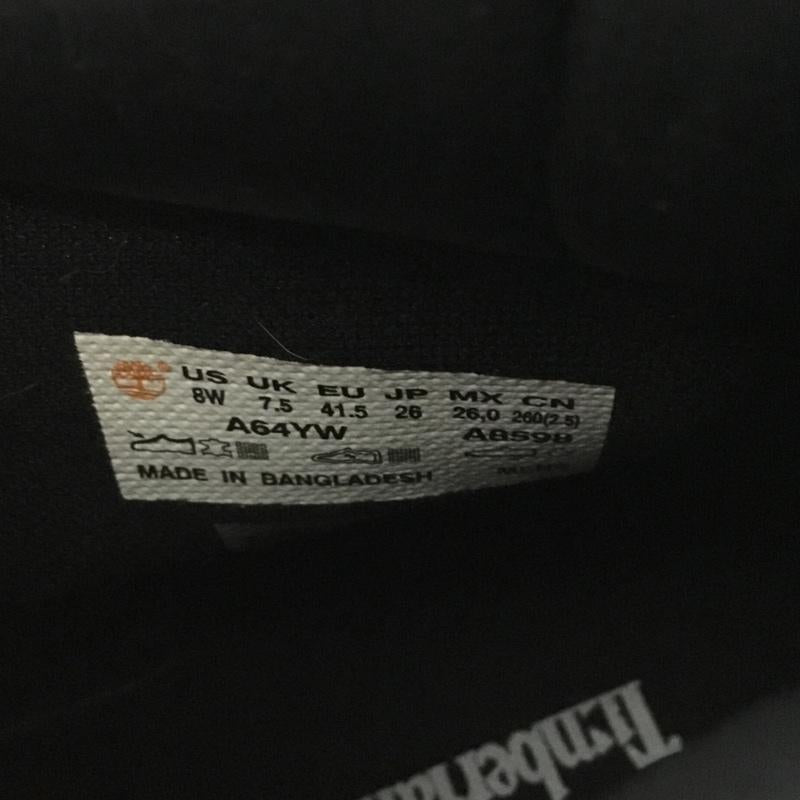 US UK EU JP MX CN
8W 7.5 41.5 26 26,0 260(2.5)
A64YW A8598
MADE IN BANGLADESH
Timberla